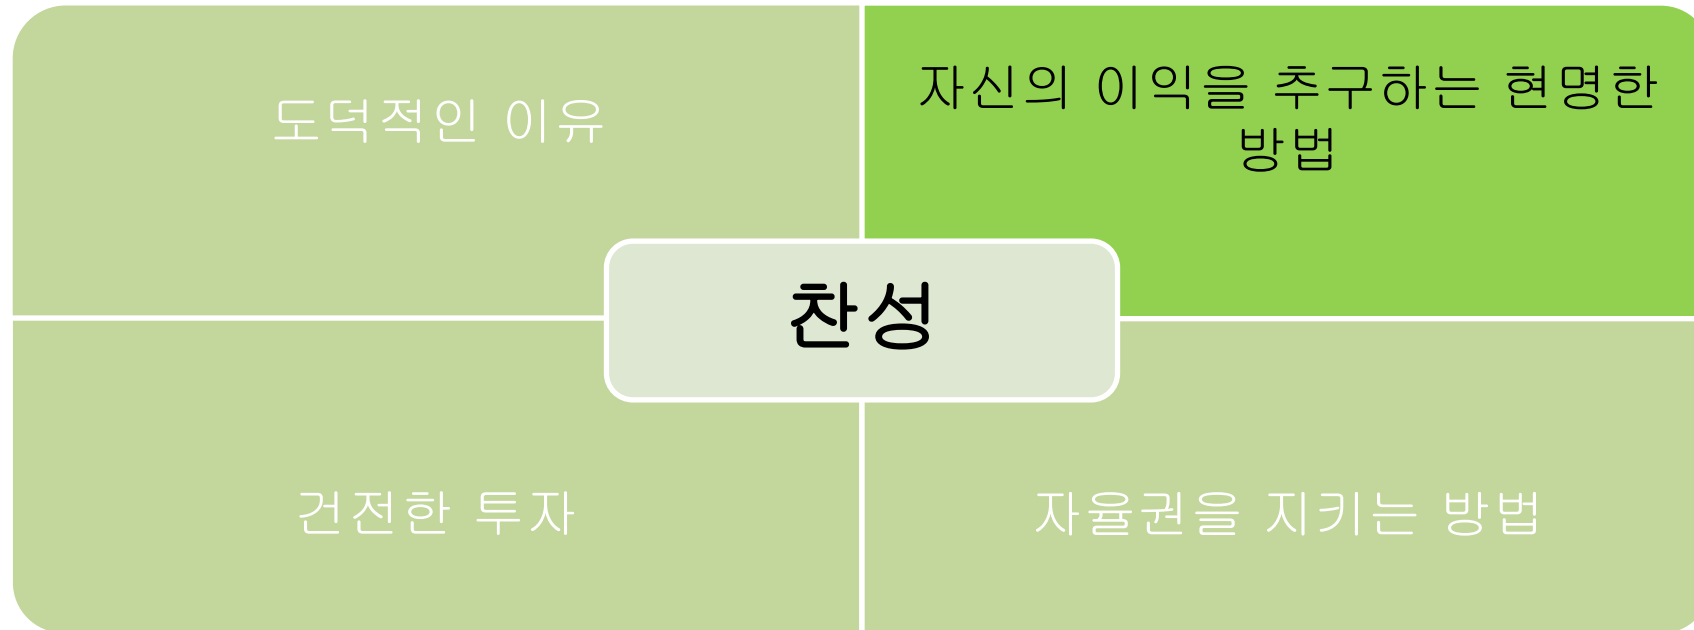 도덕적인 이유
자신의 이익을 추구하는 현명한
방법
찬성
건전한 투자
자율권을 지키는 방법